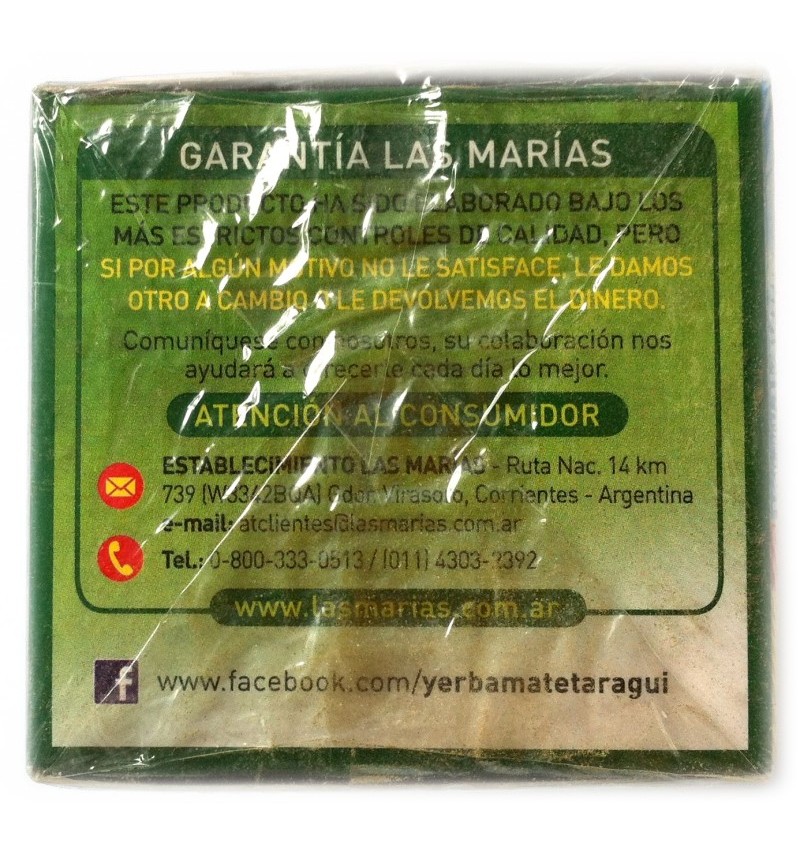 GARANTÍA LAS MARÍAS
ESTE PRODUCTO HA SIDO ELABORADO BAJO LOS
MÁS ESTRICTOS CONTROLES DE CALIDAD, PERO
SI POR ALGÚN MOTIVO NO LE SATISFACE, LE DAMOS
OTRO A CAMBIO O LE DEVOLVEMOS EL DINERO.
Comuníquese con nosotros, su colaboración nos
ayudará a ofrecerle cada día lo mejor.
ATENCIÓN AL CONSUMIDOR
ESTABLECIMIENTO LAS MARÍAS - Ruta Nac. 14 km
739 (W3342BQA) Gdor. Virasoro, Corrientes - Argentina
e-mail: atclientes@lasmarias.com.ar
Tel.: 0-800-333-0513 / (011) 4303-2392
www.lasmarias.com.ar
f www.facebook.com/yerbamatetaragui